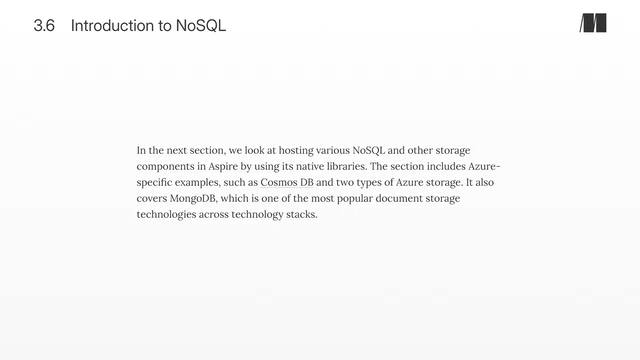 3.6 Introduction to NoSQL
In the next section, we look at hosting various NoSQL and other storage
components in Aspire by using its native libraries. The section includes Azure-
specific examples, such as Cosmos DB and two types of Azure storage. It also
covers MongoDB, which is one of the most popular document storage
technologies across technology stacks.